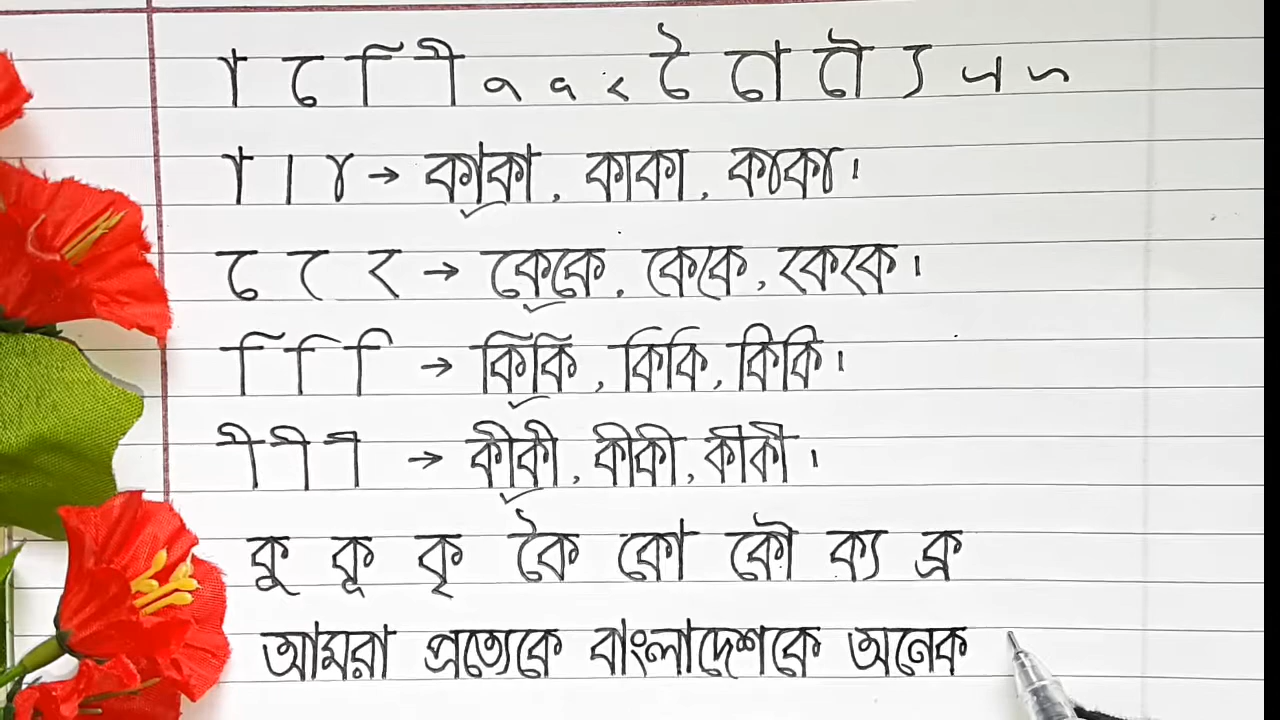 া ে ি ী ু ূ ৃ ৈ ো ৌ ্য র্ ্র
া া া → কাকা, কাকা, কাকা।
ে ে ে → কেকে, কেকে, কেকে।
ি ি ি → কিকি, কিকি, কিকি।
ী ী ী → কীকী, কীকী, কীকী।
কু কূ কৃ কৈ কো কৌ ক্য ক্র
আমরা প্রত্যেকে বাংলাদেশকে অনেক